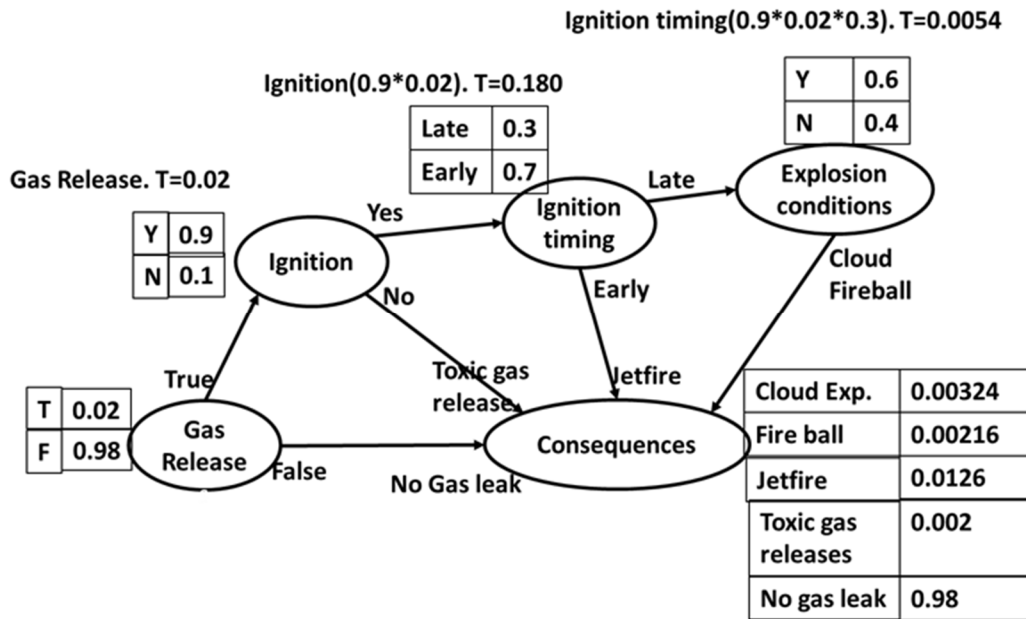 Ignition timing(0.9*0.02*0.3). T=0.0054
Y 0.6
N 0.4
Ignition(0.9*0.02). T=0.180
Late 0.3
Early 0.7
Explosion
conditions
Late
Gas Release. T=0.02
Y 0.9
N 0.1
Yes
Ignition
timing
Ignition
No
Early
Cloud
Fireball
True
Toxic gas
release
Jetfire
T 0.02
F 0.98
Gas
Release
False
No Gas leak
Consequences
Cloud Exp. 0.00324
Fire ball 0.00216
Jetfire 0.0126
Toxic gas
releases 0.002
No gas leak 0.98